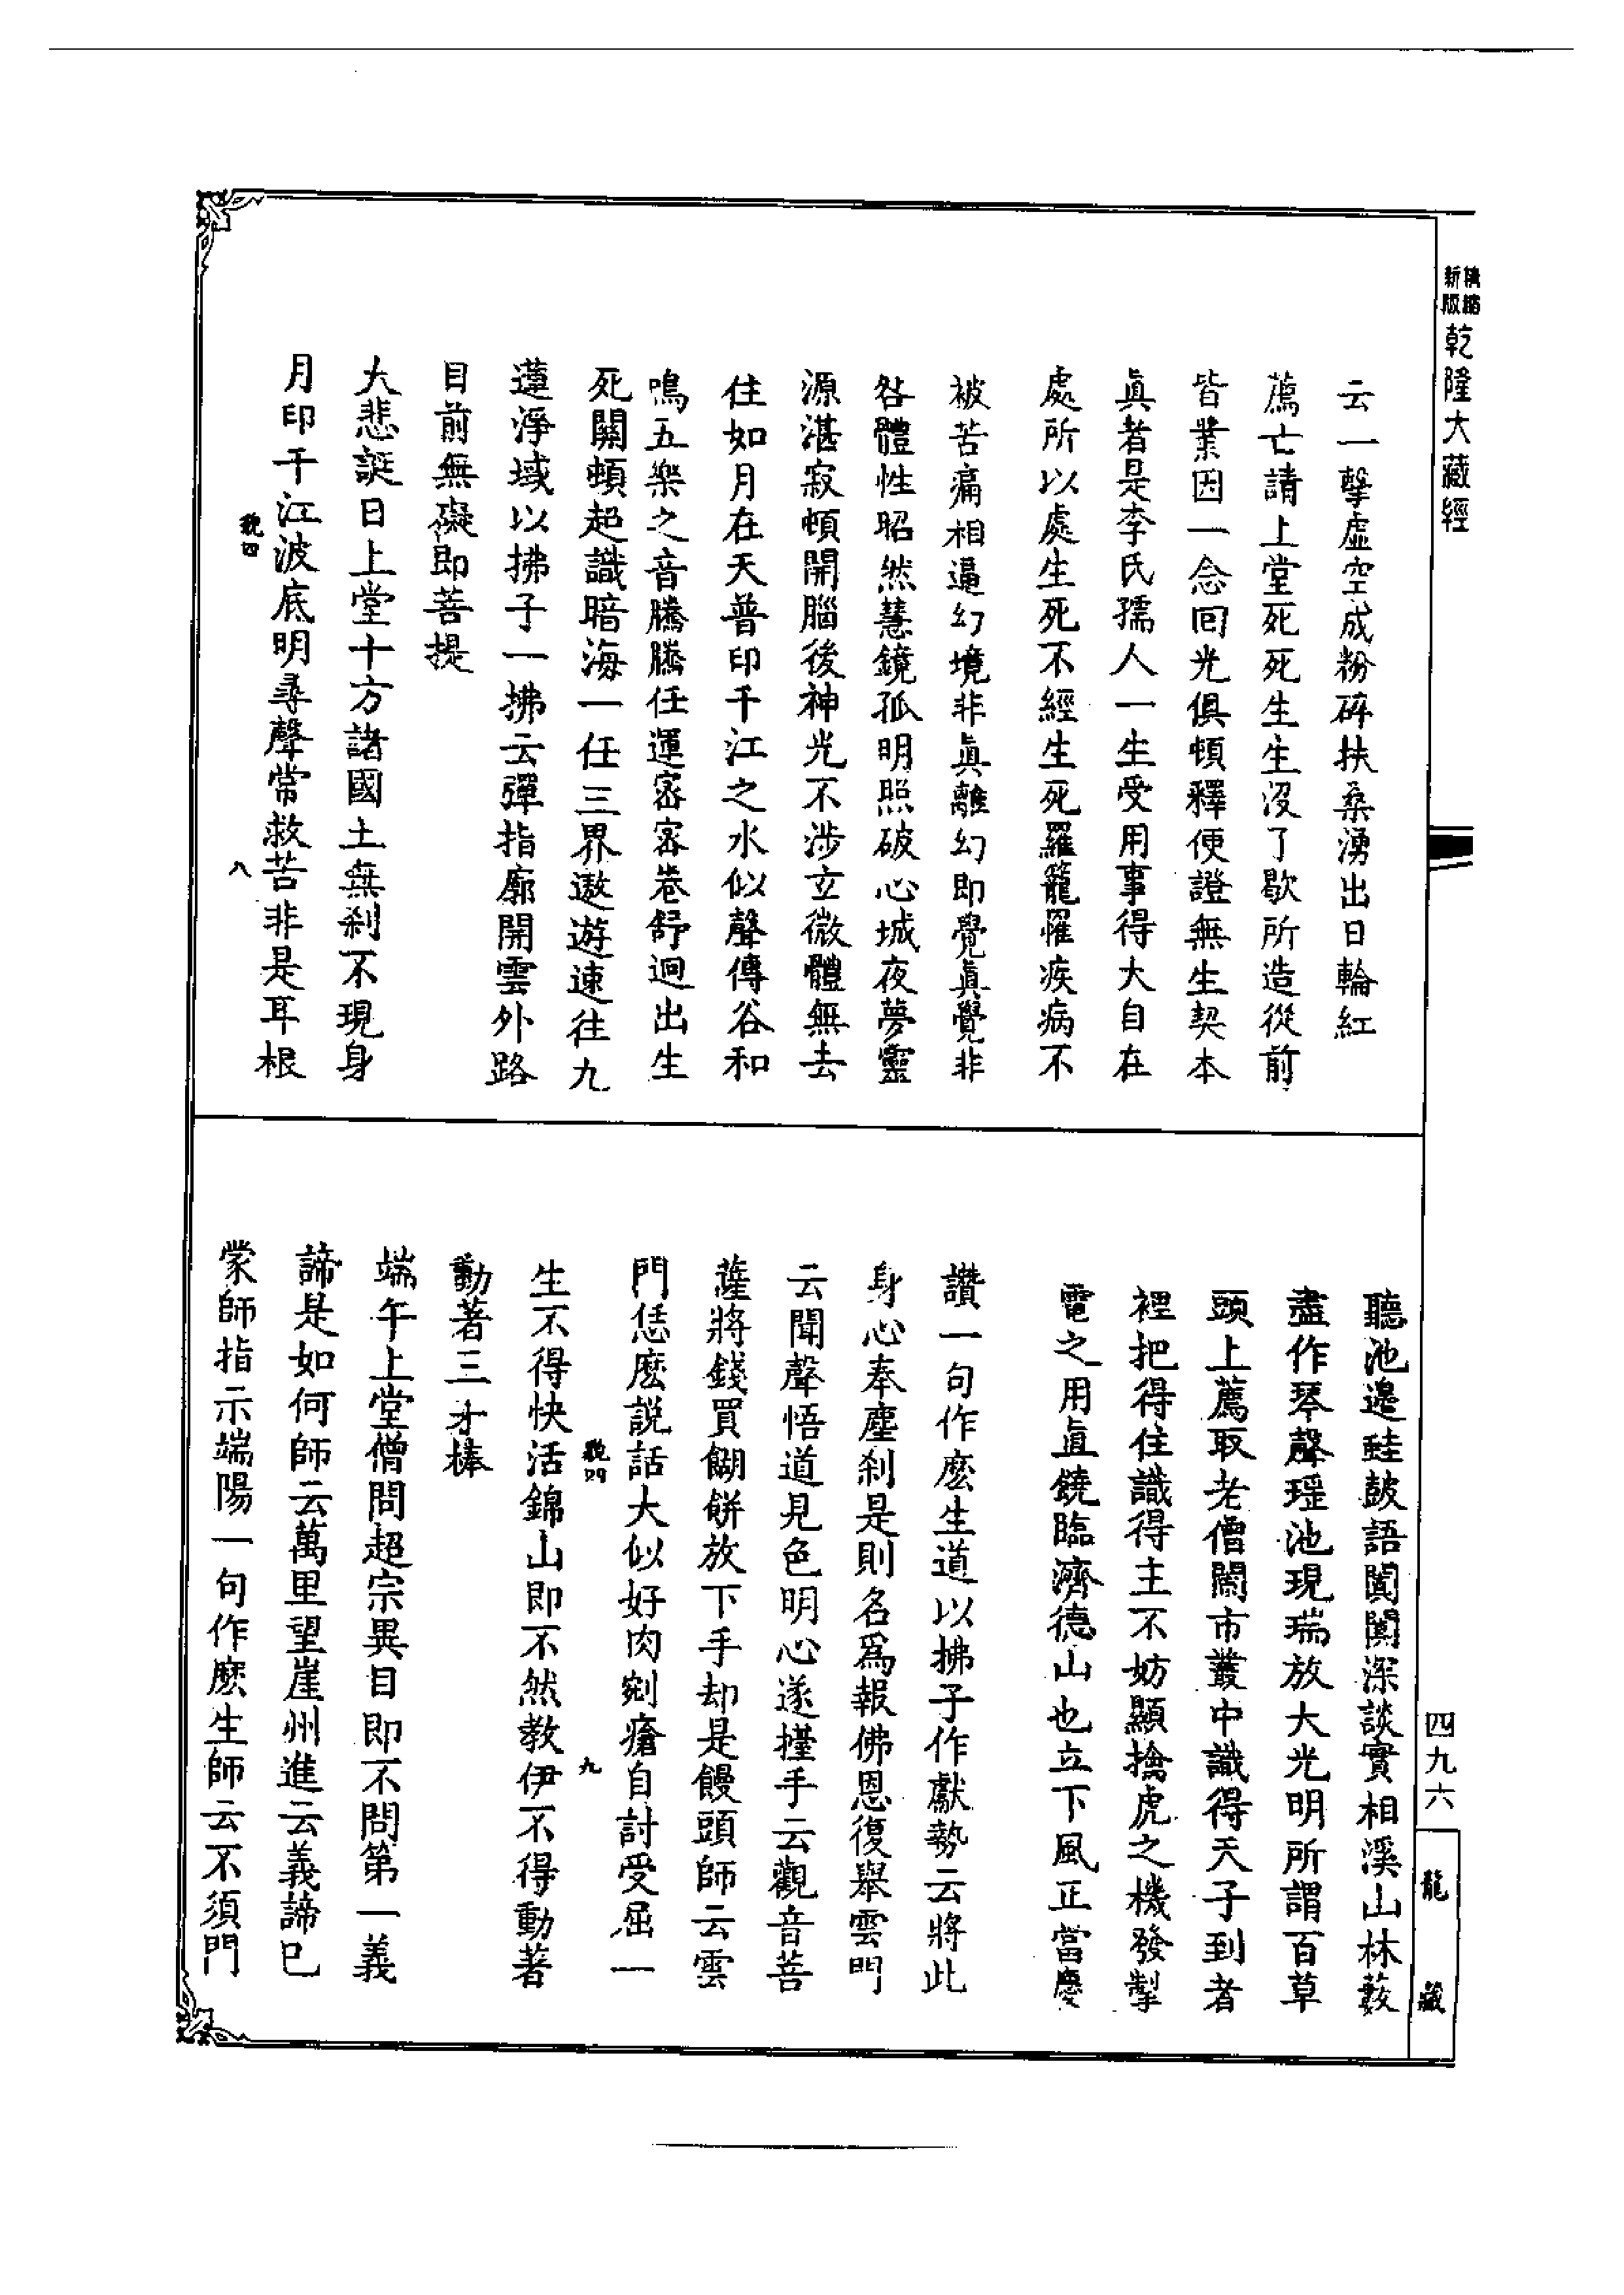 精縮
新版
乾隆大藏經
云一擊虛空成粉碎扶桑湧出日輪紅
薦亡請上堂死死生生沒了歇所造從前
皆業因一念回光俱頓釋便證無生契本
眞者是李氏孺人一生受用事得大自在
處所以處生死不經生死羅籠罹疾病不
被苦痛相逼幻境非眞離幻即覺眞覺非
咎體性昭然慧鏡孤明照破心城夜夢靈
源湛寂頓開腦後神光不涉立微體無去
住如月在天普印千江之水似聲傳谷和
鳴五樂之音騰騰任運密密卷舒迥出生
死關頓起識暗海一任三界遨遊速往九
蓮淨域以拂子一拂云彈指廓開雲外路
目前無礙即菩提
大悲誕日上堂十方諸國土無刹不現身
月印千江波底明尋聲常救苦非是耳根
貌四
八
聽池邊蛙鼓語闐闐深談實相溪山林藪
盡作琴聲瑶池現瑞放大光明所謂百草
頭上薦取老僧鬧市叢中識得天子到者
裡把得住識得主不妨顯擒虎之機發掣
電之用直饒臨濟德山也立下風正當慶
讚一句作麽生道以拂子作獻勢云將此
身心奉塵刹是則名爲報佛恩復舉雲門
云聞聲悟道見色明心遂擡手云觀音菩
薩將錢買餬餅放下手却是饅頭師云雲
門恁麽説話大似好肉剜瘡自討受屈一
貌四
九
生不得快活錦山即不然教伊不得動著
動著三才棒
端午上堂僧問超宗異目即不問第一義
諦是如何師云萬里望崖州進云義諦已
蒙師指示端陽一句作麽生師云不須門
四九六
龍藏